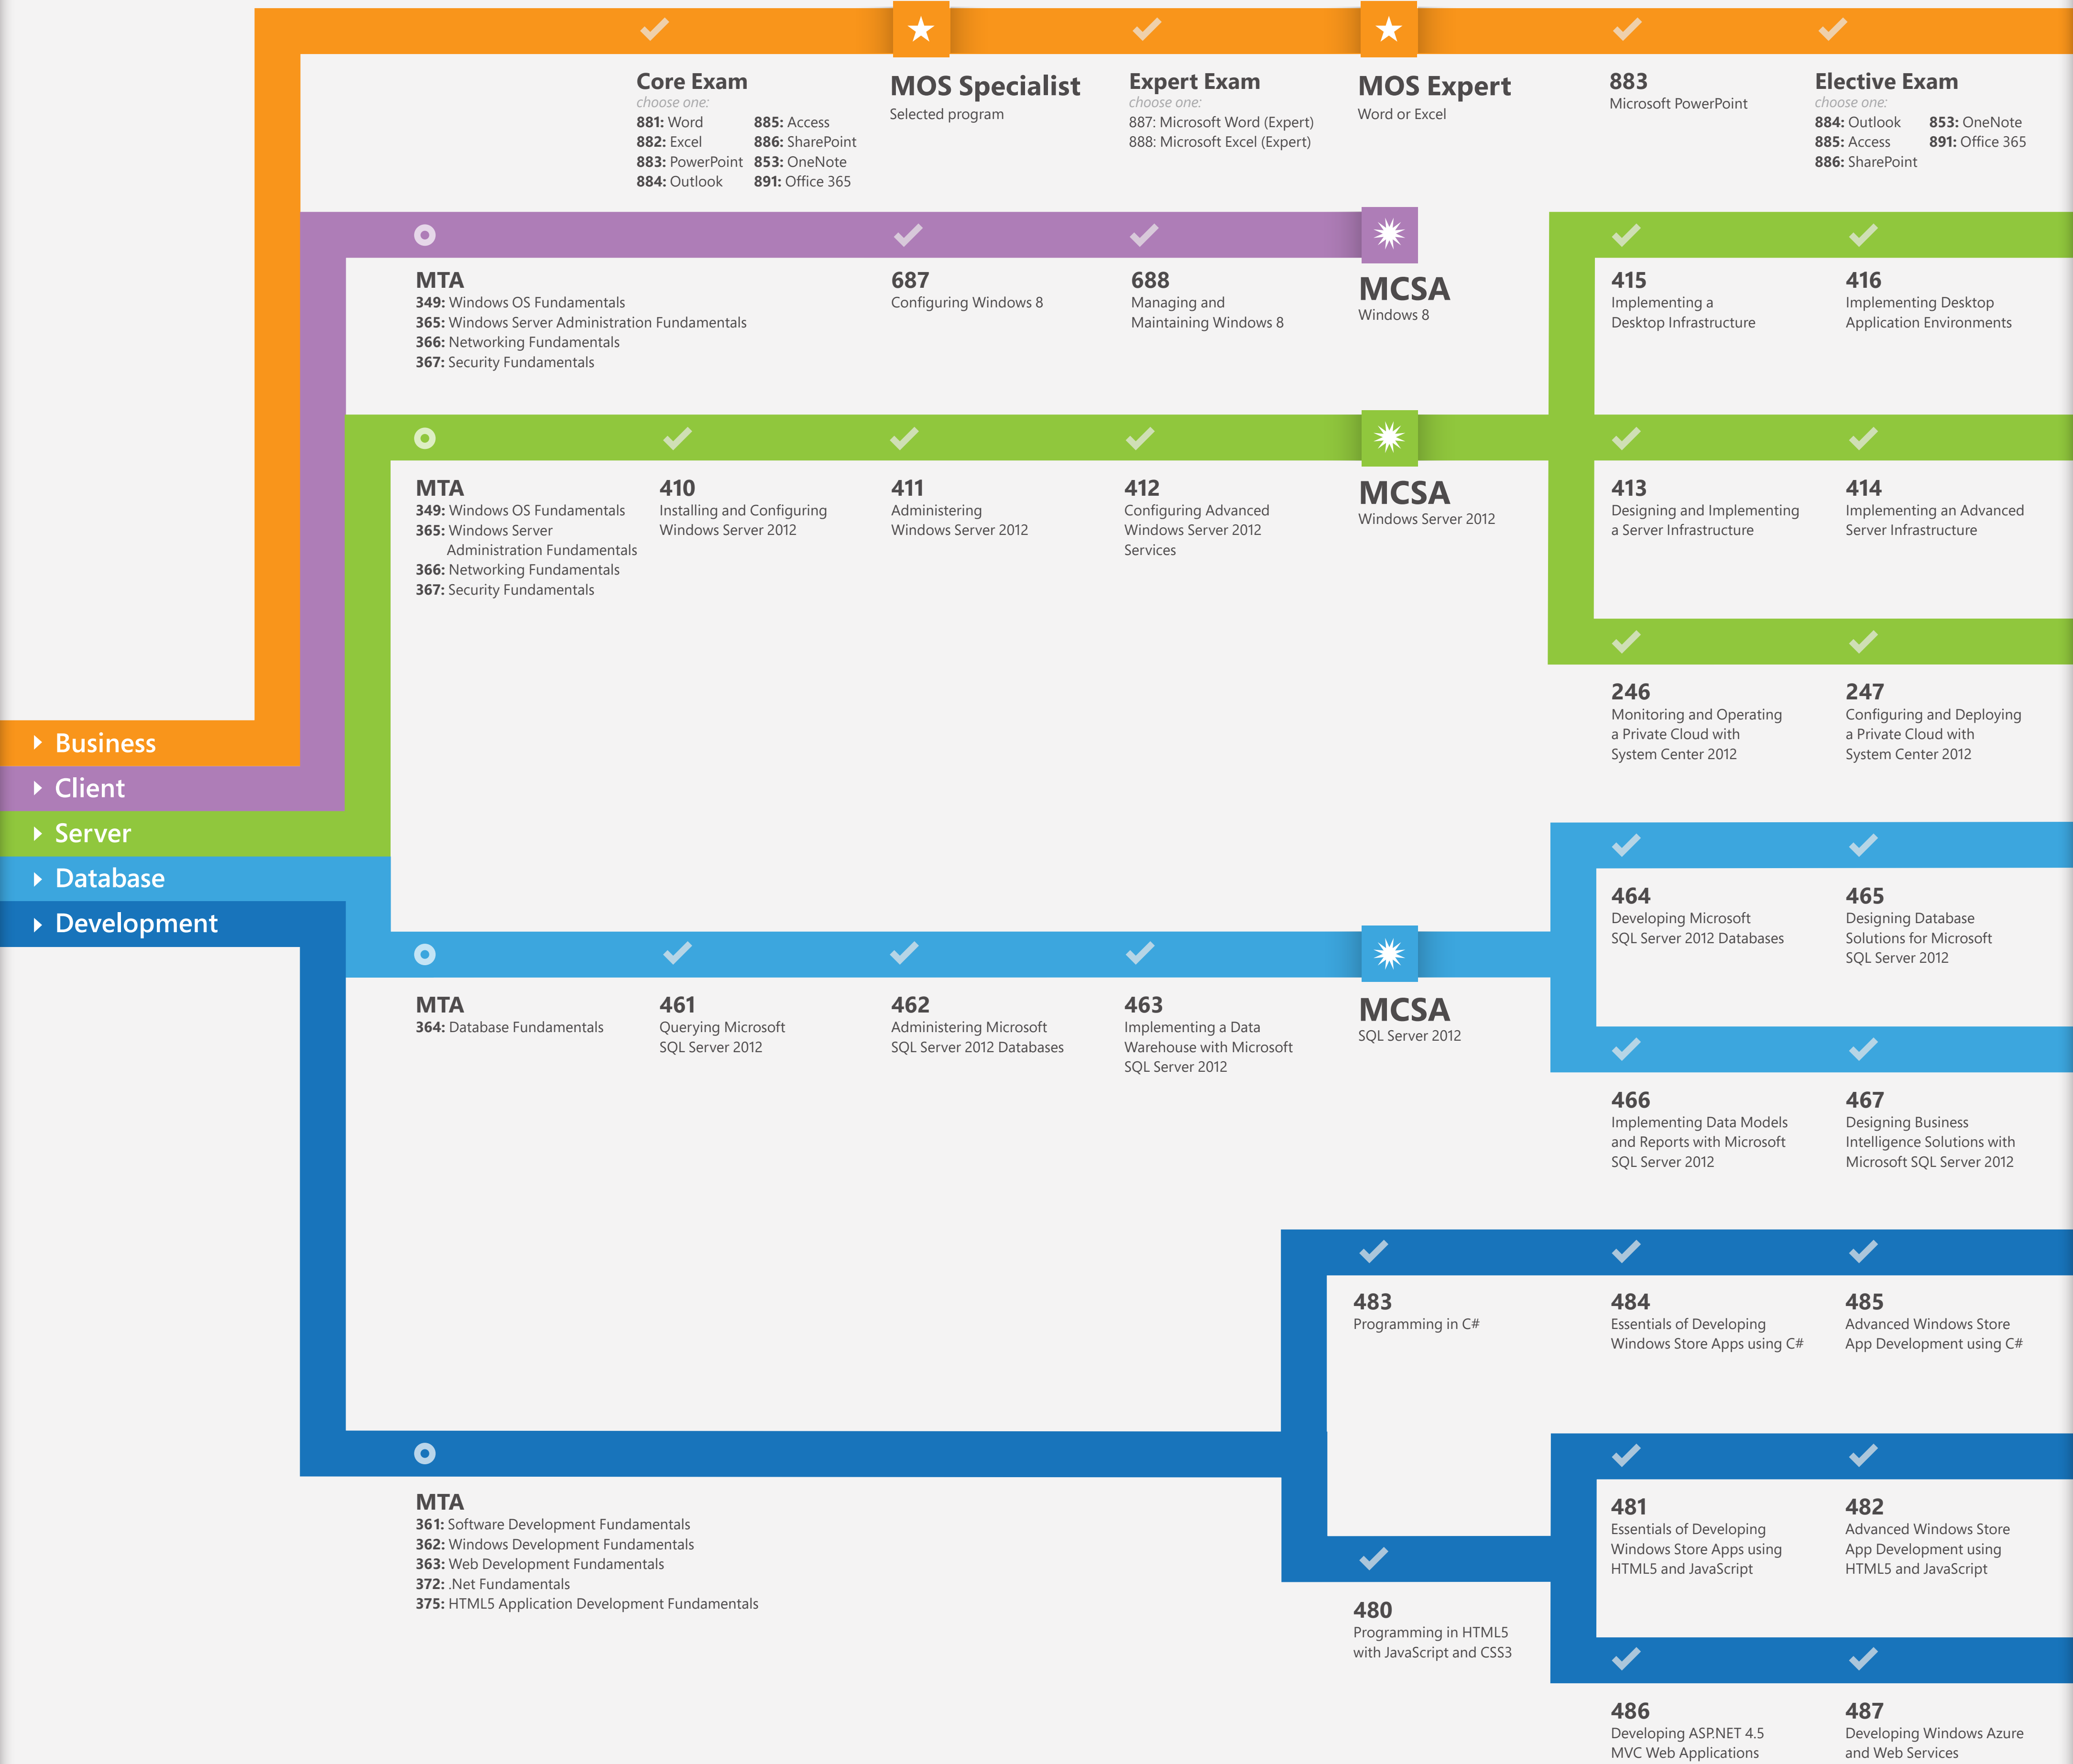 Core Exam
choose one:
881: Word
882: Excel
883: PowerPoint
884: Outlook
885: Access
886: SharePoint
853: OneNote
891: Office 365
MOS Specialist
Selected program
Expert Exam
choose one:
887: Microsoft Word (Expert)
888: Microsoft Excel (Expert)
MOS Expert
Word or Excel
883
Microsoft PowerPoint
Elective Exam
choose one:
884: Outlook
885: Access
886: SharePoint
853: OneNote
891: Office 365
MTA
349: Windows OS Fundamentals
365: Windows Server Administration Fundamentals
366: Networking Fundamentals
367: Security Fundamentals
687
Configuring Windows 8
688
Managing and
Maintaining Windows 8
MCSA
Windows 8
415
Implementing a
Desktop Infrastructure
416
Implementing Desktop
Application Environments
MTA
349: Windows OS Fundamentals
365: Windows Server
Administration Fundamentals
366: Networking Fundamentals
367: Security Fundamentals
410
Installing and Configuring
Windows Server 2012
411
Administering
Windows Server 2012
412
Configuring Advanced
Windows Server 2012
Services
MCSA
Windows Server 2012
413
Designing and Implementing
a Server Infrastructure
414
Implementing an Advanced
Server Infrastructure
246
Monitoring and Operating
a Private Cloud with
System Center 2012
247
Configuring and Deploying
a Private Cloud with
System Center 2012
Business
Client
Server
Database
Development
464
Developing Microsoft
SQL Server 2012 Databases
465
Designing Database
Solutions for Microsoft
SQL Server 2012
MTA
364: Database Fundamentals
461
Querying Microsoft
SQL Server 2012
462
Administering Microsoft
SQL Server 2012 Databases
463
Implementing a Data
Warehouse with Microsoft
SQL Server 2012
MCSA
SQL Server 2012
466
Implementing Data Models
and Reports with Microsoft
SQL Server 2012
467
Designing Business
Intelligence Solutions with
Microsoft SQL Server 2012
483
Programming in C#
484
Essentials of Developing
Windows Store Apps using C#
485
Advanced Windows Store
App Development using C#
MTA
361: Software Development Fundamentals
362: Windows Development Fundamentals
363: Web Development Fundamentals
372: .Net Fundamentals
375: HTML5 Application Development Fundamentals
480
Programming in HTML5
with JavaScript and CSS3
481
Essentials of Developing
Windows Store Apps using
HTML5 and JavaScript
482
Advanced Windows Store
App Development using
HTML5 and JavaScript
486
Developing ASP.NET 4.5
MVC Web Applications
487
Developing Windows Azure
and Web Services